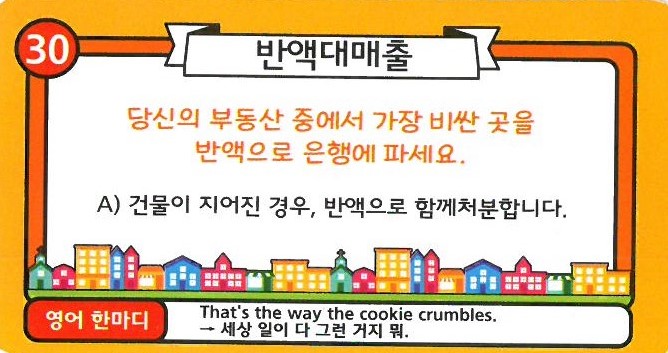 30
반액대매출
당신의 부동산 중에서 가장 비싼 곳을
반액으로 은행에 파세요.
A) 건물이 지어진 경우, 반액으로 함께처분합니다.
영어 한마디
That's the way the cookie crumbles.
→ 세상 일이 다 그런 거지 뭐.